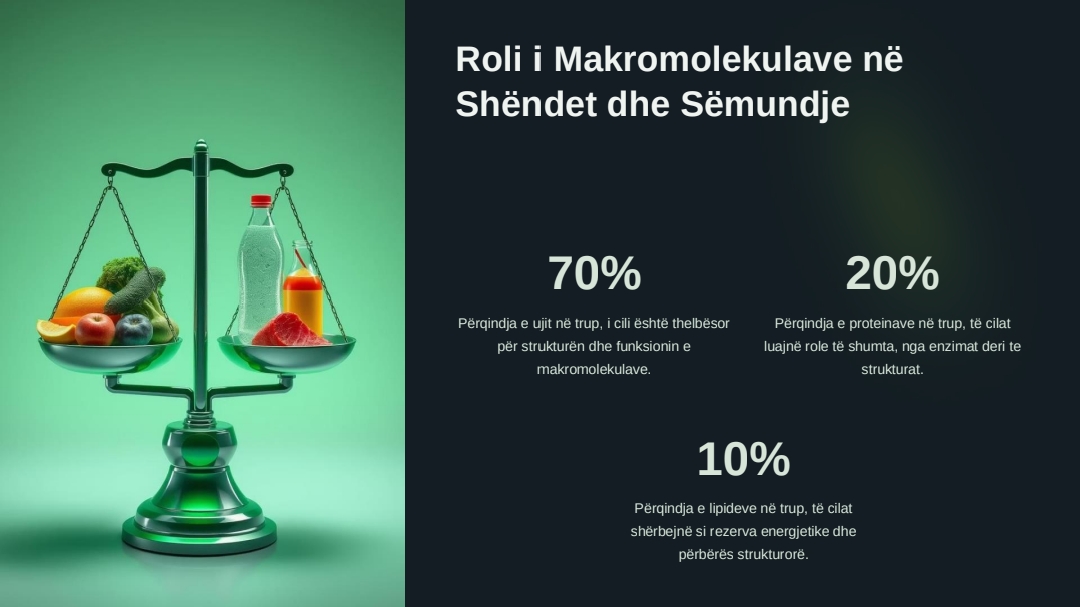 Roli i Makromolekulave në
Shëndet dhe Sëmundje
70%
Përqindja e ujit në trup, i cili është thelbësor
për strukturën dhe funksionin e
makromolekulave.
20%
Përqindja e proteinave në trup, të cilat
luajnë role të shumta, nga enzimat deri te
strukturat.
10%
Përqindja e lipideve në trup, të cilat
shërbejnë si rezerva energjetike dhe
përbërës strukturorë.